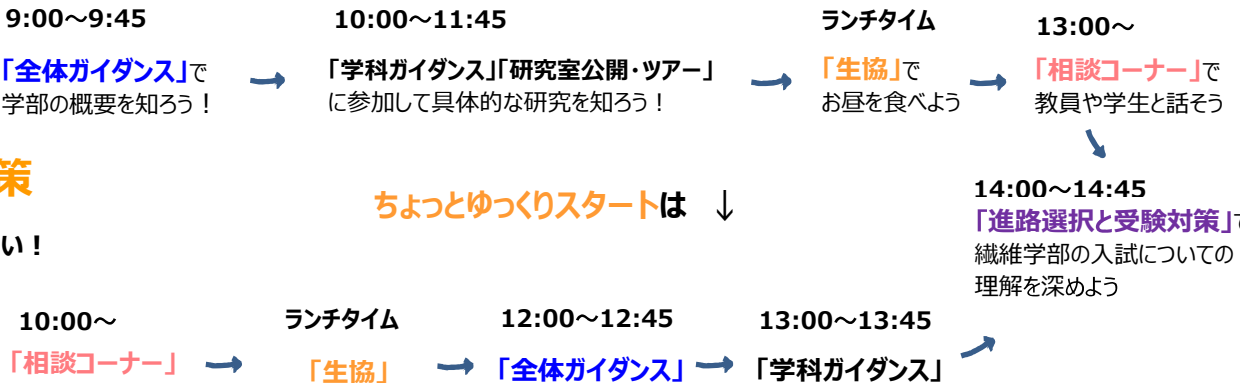 9:00～9:45
「全体ガイダンス」で
学部の概要を知ろう！
10:00～11:45
「学科ガイダンス」「研究室公開・ツアー」
に参加して具体的な研究を知ろう！
ランチタイム
「生協」で
お昼を食べよう
13:00～
「相談コーナー」で
教員や学生と話そう
14:00～14:45
「進路選択と受験対策」で
繊維学部の入試についての
理解を深めよう
策
い！
ちょっとゆっくりスタートは ↓
10:00～
「相談コーナー」
ランチタイム
「生協」
12:00～12:45
「全体ガイダンス」
13:00～13:45
「学科ガイダンス」